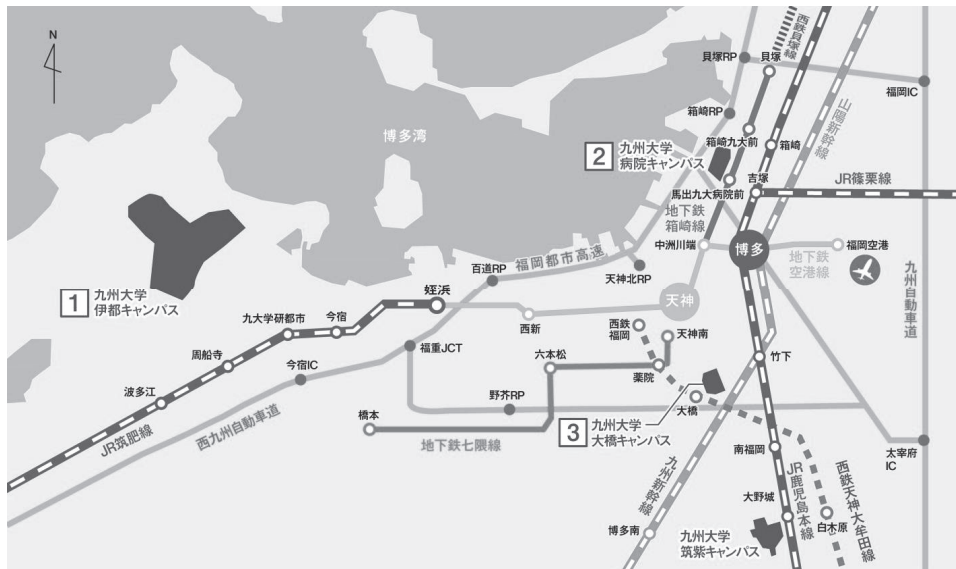 N
西鉄貝塚線
貝塚RP
貝塚
福岡IC
山陽新幹線
箱崎RP
博多湾
箱崎九大前
箱崎
2
九州大学
病院キャンパス
吉塚
JR篠栗線
馬出九大病院前
地下鉄
箱崎線
中洲川端
博多
福岡空港
地下鉄
空港線
九州自動車道
福岡都市高速
百道RP
天神北RP
1
九州大学
伊都キャンパス
姪浜
天神
九大学研都市
今宿
西新
西鉄
福岡
天神南
福重JCT
六本松
竹下
周船寺
今宿IC
薬院
波多江
野芥RP
大橋
橋本
3
九州大学
大橋キャンパス
JR筑肥線
西九州自動車道
地下鉄七隈線
南福岡
太宰府
IC
九州新幹線
大野城
JR鹿児島本線
西鉄天神大牟田線
白木原
博多南
九州大学
筑紫キャンパス